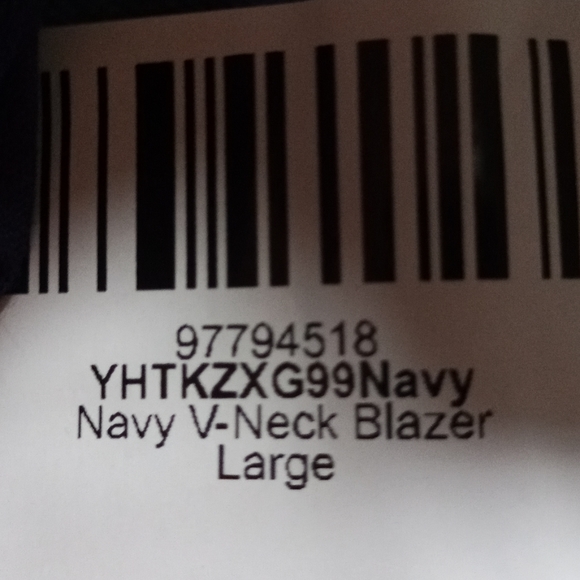 97794518
YHTKZXG99Navy
Navy V-Neck Blazer
Large